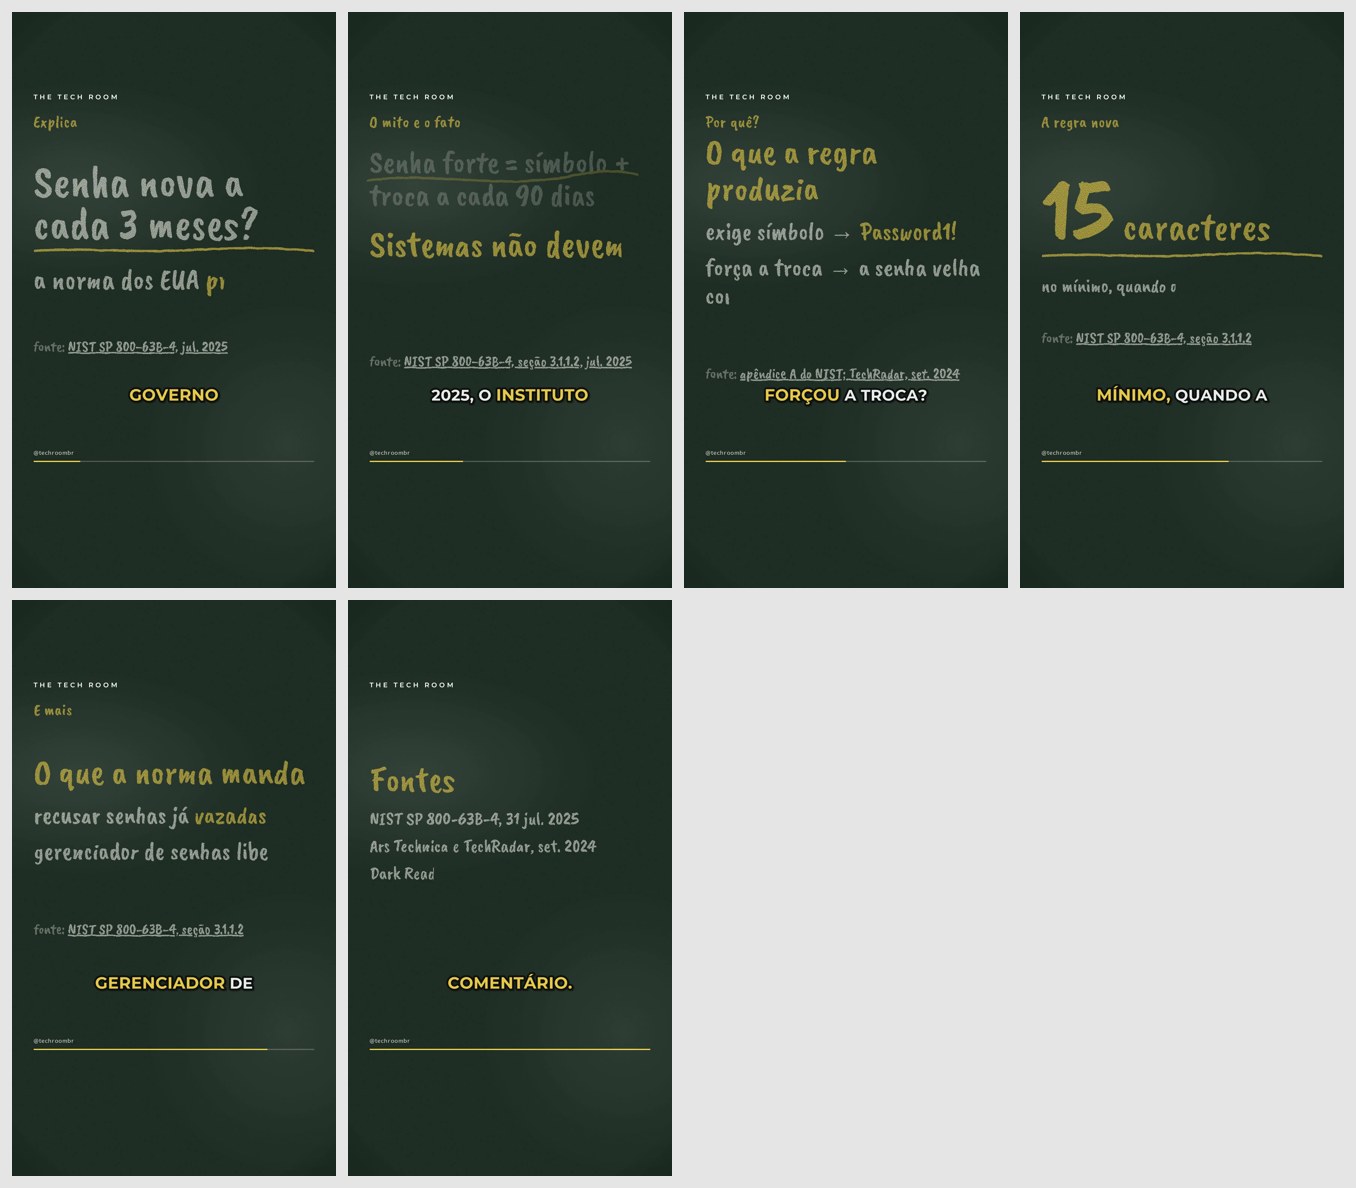 THE TECH ROOM
Explica
Senha nova a
cada 3 meses?
a norma dos EUA
fonte: NIST SP 800-63B-4, jul. 2025
GOVERNO
@techroombr
THE TECH ROOM
O mito e o fato
Senha forte = símbolo +
troca a cada 90 dias
Sistemas não devem
fonte: NIST SP 800-63B-4, seção 3.1.1.2, jul. 2025
2025, O INSTITUTO
@techroombr
THE TECH ROOM
Por quê?
O que a regra
produzia
exige símbolo → Password1!
força a troca → a senha velha
fonte: apêndice A do NIST; TechRadar, set. 2024
FORÇOU A TROCA?
@techroombr
THE TECH ROOM
A regra nova
15 caracteres
no mínimo, quando
fonte: NIST SP 800-63B-4, seção 3.1.1.2
MÍNIMO, QUANDO A
@techroombr
THE TECH ROOM
E mais
O que a norma manda
recusar senhas já vazadas
gerenciador de senhas libe
fonte: NIST SP 800-63B-4, seção 3.1.1.2
GERENCIADOR DE
@techroombr
THE TECH ROOM
Fontes
NIST SP 800-63B-4, 31 jul. 2025
Ars Technica e TechRadar, set. 2024
Dark Read
COMENTÁRIO.
@techroombr